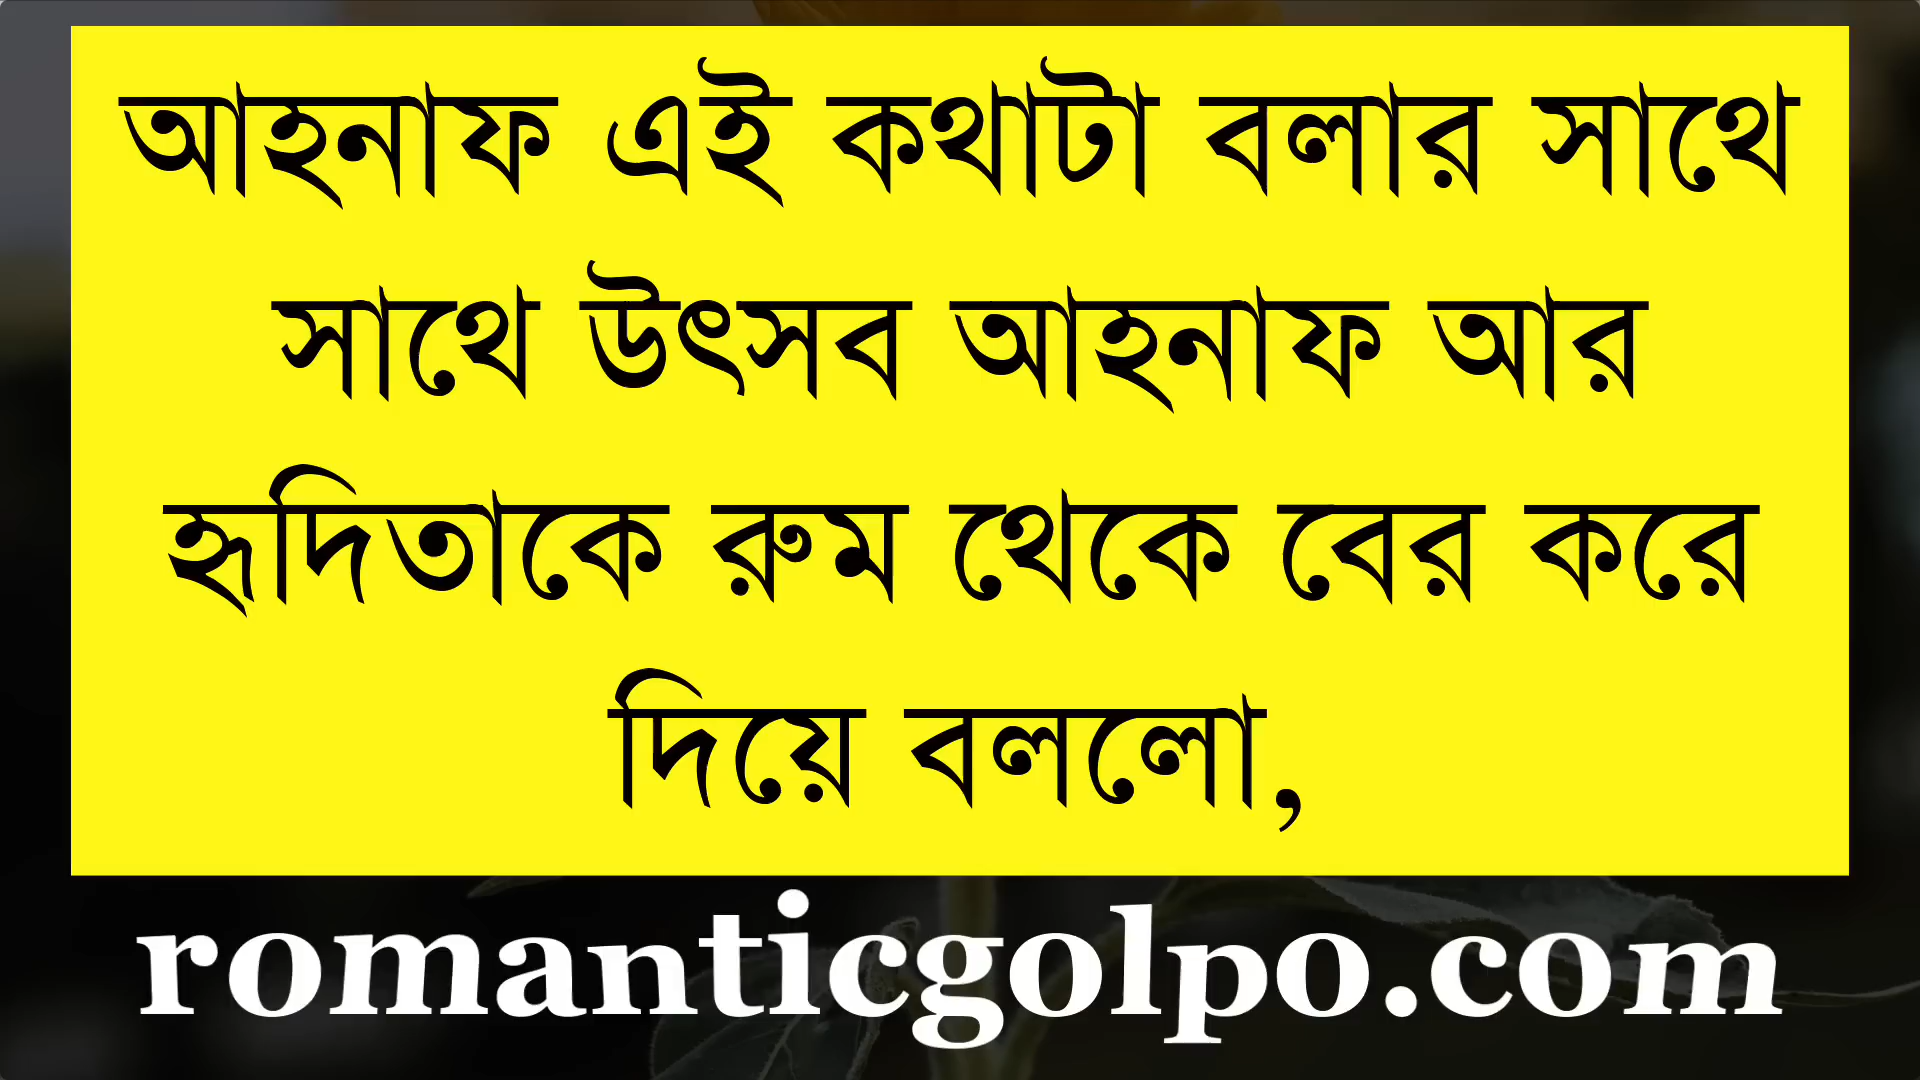 আহনাফ এই কথাটা বলার সাথে
সাথে উৎসব আহনাফ আর
হৃদিতাকে রুম থেকে বের করে
দিয়ে বললো,
romanticgolpo.com